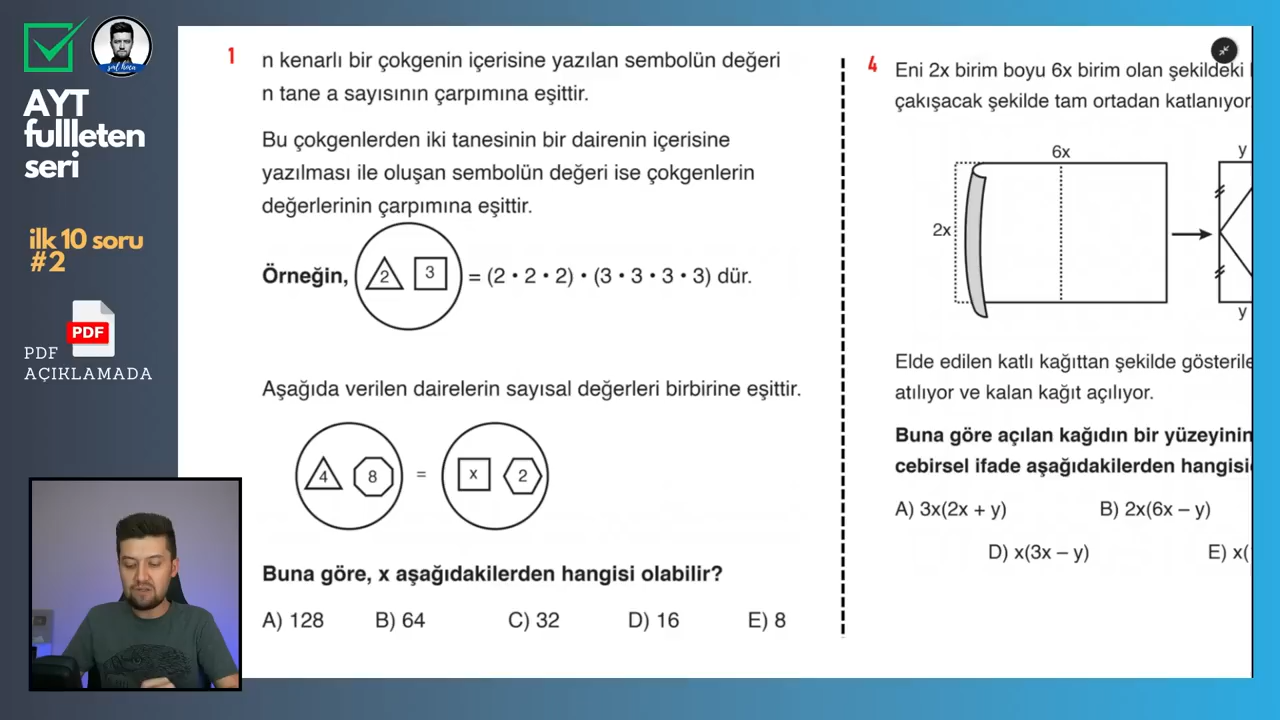 AYT
fullleten
seri
ilk 10 soru
#2
PDF
PDF
AÇIKLAMADA
1
n kenarlı bir çokgenin içerisine yazılan sembolün değeri
n tane a sayısının çarpımına eşittir.
Bu çokgenlerden iki tanesinin bir dairenin içerisine
yazılması ile oluşan sembolün değeri ise çokgenlerin
değerlerinin çarpımına eşittir.
Örneğin, 2 3 = (2 • 2 • 2) • (3 • 3 • 3 • 3) dür.
Aşağıda verilen dairelerin sayısal değerleri birbirine eşittir.
4 8 = x 2
Buna göre, x aşağıdakilerden hangisi olabilir?
A) 128 B) 64 C) 32 D) 16 E) 8
4
Eni 2x birim boyu 6x birim olan şekildeki
çakışacak şekilde tam ortadan katlanıyor
6x
y
2x
y
Elde edilen katlı kağıttan şekilde gösterile
atılıyor ve kalan kağıt açılıyor.
Buna göre açılan kağıdın bir yüzeyinin
cebirsel ifade aşağıdakilerden hangisi
A) 3x(2x + y) B) 2x(6x – y)
D) x(3x – y) E) x(